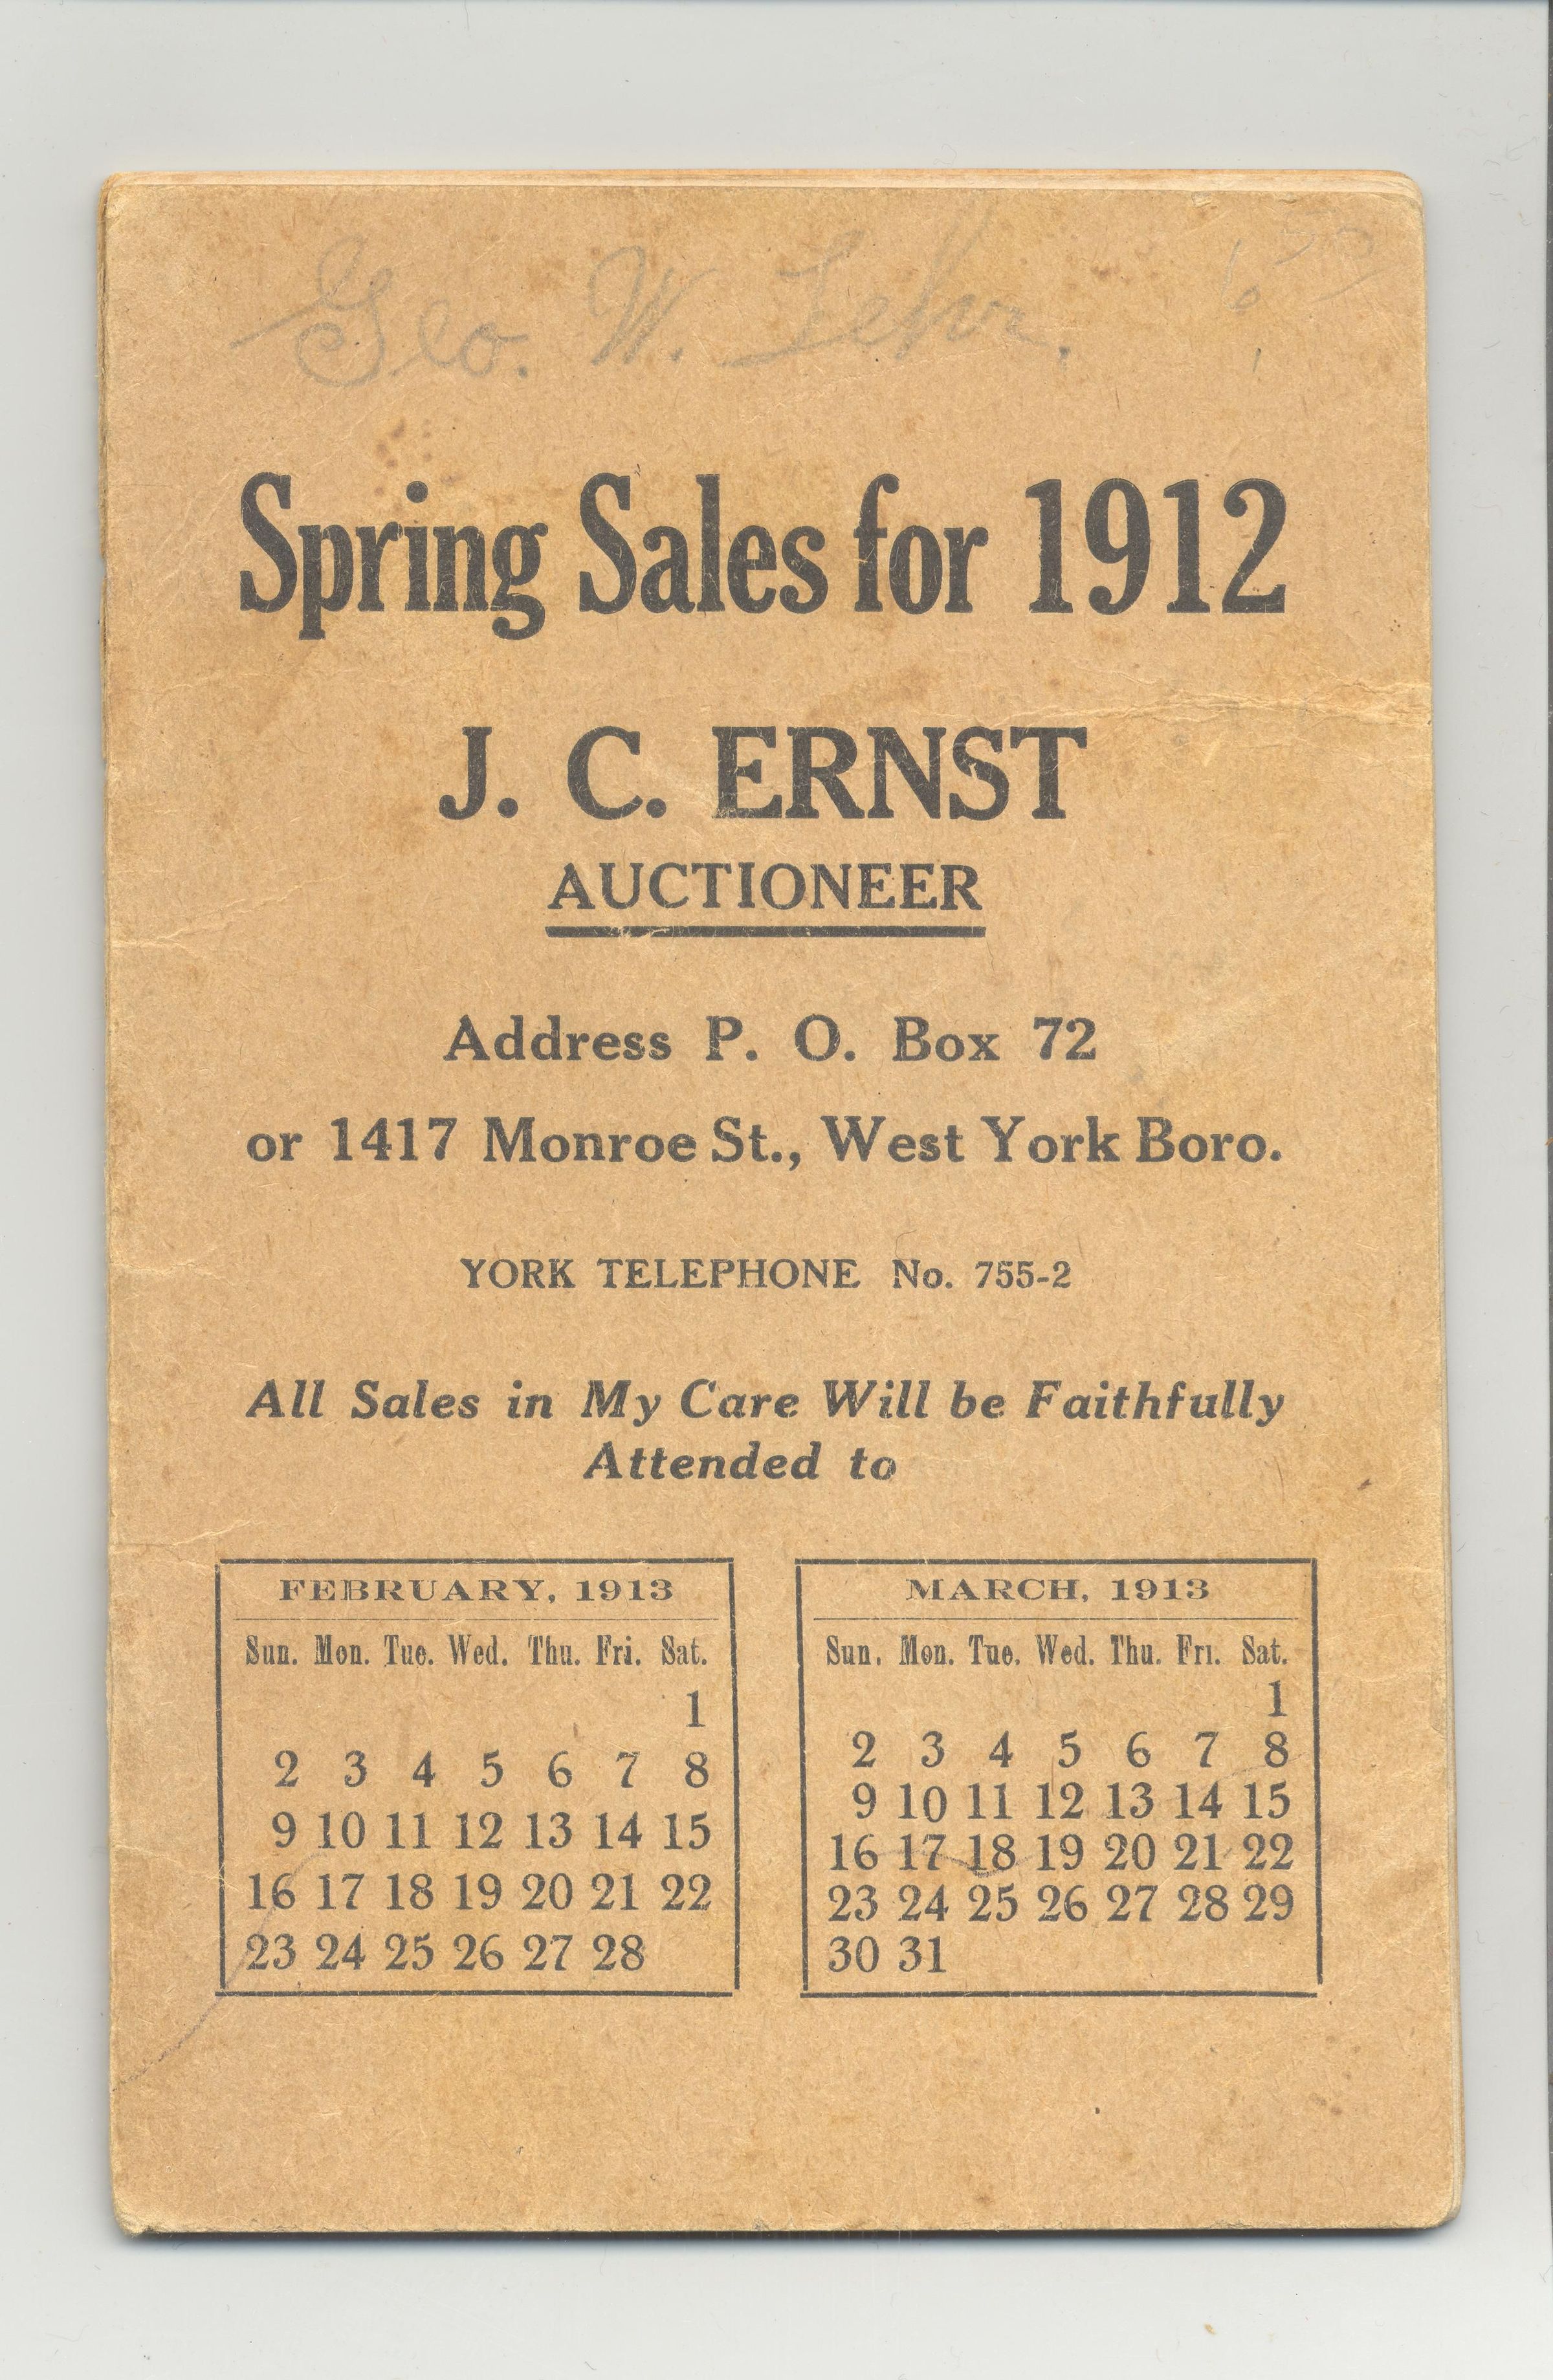 Geo. W. Lehr.
Spring Sales for 1912
J. C. ERNST
AUCTIONEER
Address P. O. Box 72
or 1417 Monroe St., West York Boro.
YORK TELEPHONE No. 755-2
All Sales in My Care Will be Faithfully
Attended to
FEBRUARY, 1913
Sun. Mon. Tue. Wed. Thu. Fri. Sat.
1
2 3 4 5 6 7 8
9 10 11 12 13 14 15
16 17 18 19 20 21 22
23 24 25 26 27 28
MARCH, 1913
Sun. Mon. Tue. Wed. Thu. Fri. Sat.
1
2 3 4 5 6 7 8
9 10 11 12 13 14 15
16 17 18 19 20 21 22
23 24 25 26 27 28 29
30 31